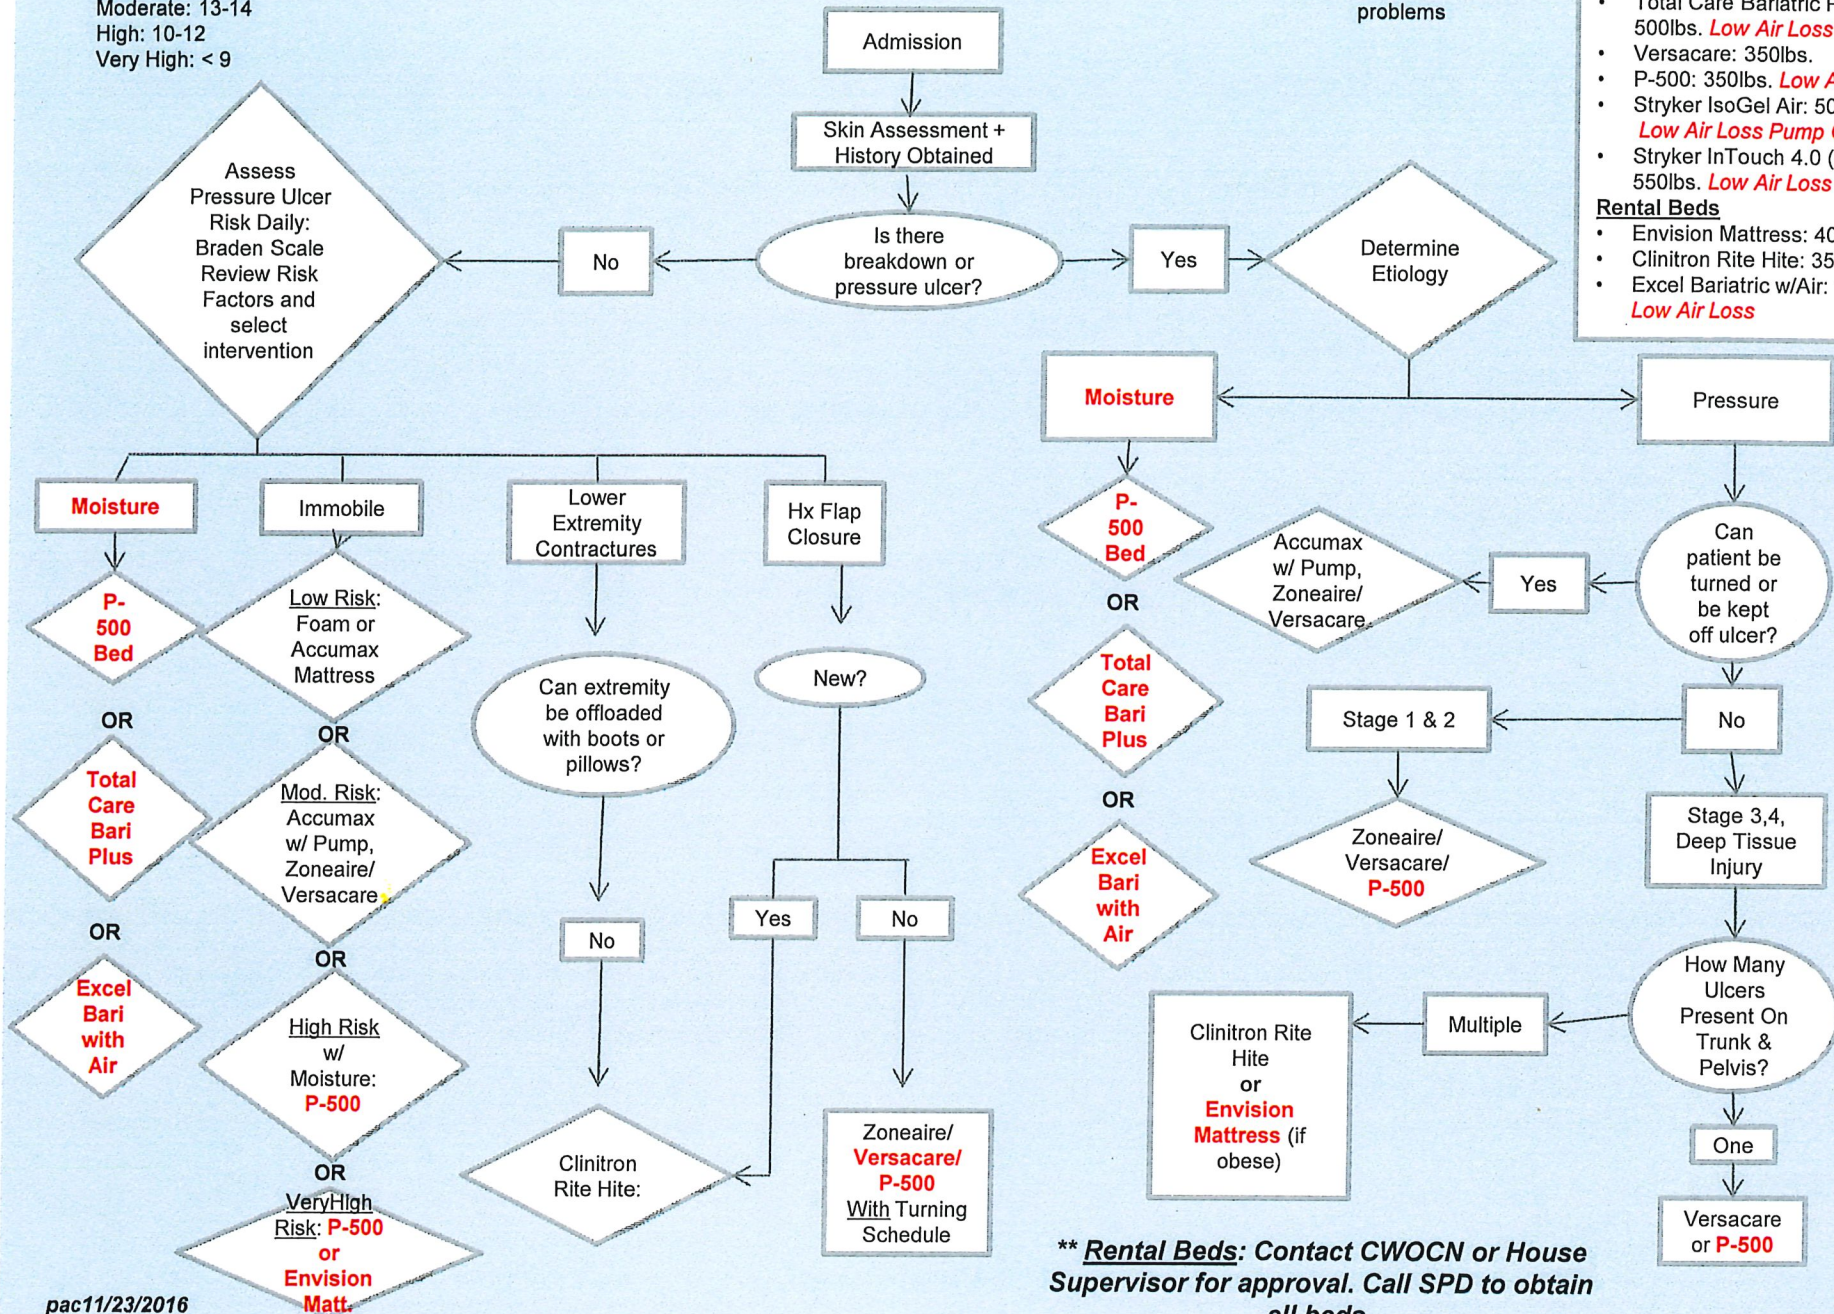 Moderate: 13-14
High: 10-12
Very High: < 9
problems
Total Care Bariatric
500lbs. Low Air Loss
• Versacare: 350lbs.
• P-500: 350lbs. Low
• Stryker IsoGel Air:
Low Air Loss Pump
• Stryker InTouch 4.0 (
550lbs. Low Air Loss
Rental Beds
• Envision Mattress:
• Clinitron Rite Hite:
• Excel Bariatric w/Air:
Low Air Loss
Admission
Skin Assessment +
History Obtained
Is there
breakdown or
pressure ulcer?
No
Yes
Assess
Pressure Ulcer
Risk Daily:
Braden Scale
Review Risk
Factors and
select
intervention
Determine
Etiology
Moisture
Immobile
Lower
Extremity
Contractures
Hx Flap
Closure
P-
500
Bed
OR
Total
Care
Bari
Plus
OR
Excel
Bari
with
Air
Low Risk:
Foam or
Accumax
Mattress
OR
Mod. Risk:
Accumax
w/ Pump,
Zoneaire/
Versacare
OR
High Risk
w/
Moisture:
P-500
OR
VeryHigh
Risk: P-500
or
Envision
Matt.
Can extremity
be offloaded
with boots or
pillows?
No
Clinitron
Rite Hite:
New?
Yes
No
Zoneaire/
Versacare/
P-500
With Turning
Schedule
Moisture
Pressure
P-
500
Bed
OR
Total
Care
Bari
Plus
OR
Excel
Bari
with
Air
Can
patient be
turned or
be kept
off ulcer?
Yes
Accumax
w/ Pump,
Zoneaire/
Versacare
No
Stage 1 & 2
Zoneaire/
Versacare/
P-500
Stage 3,4,
Deep Tissue
Injury
How Many
Ulcers
Present On
Trunk &
Pelvis?
Multiple
Clinitron Rite
Hite
or
Envision
Mattress (if
obese)
One
Versacare
or P-500
** Rental Beds: Contact CWOCN or House
Supervisor for approval. Call SPD to obtain
all beds
pac11/23/2016